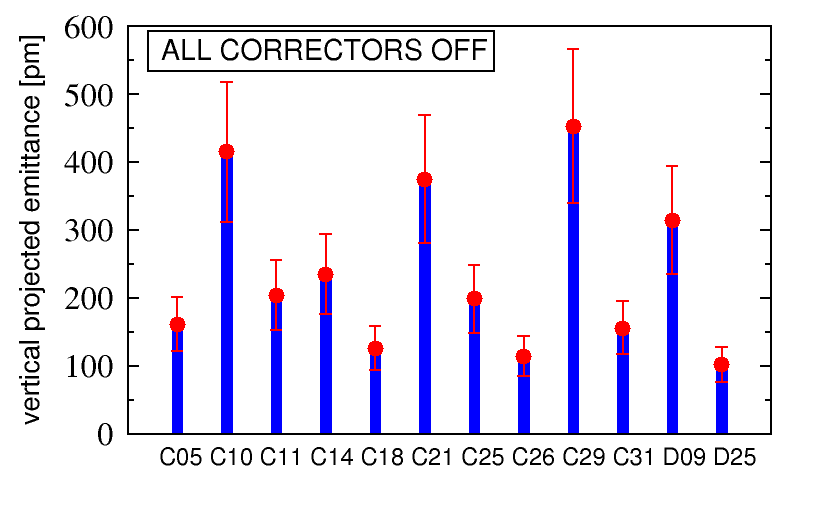 600
ALL CORRECTORS OFF
500
400
300
200
100
0
vertical projected emittance [pm]
C05 C10 C11 C14 C18 C21 C25 C26 C29 C31 D09 D25